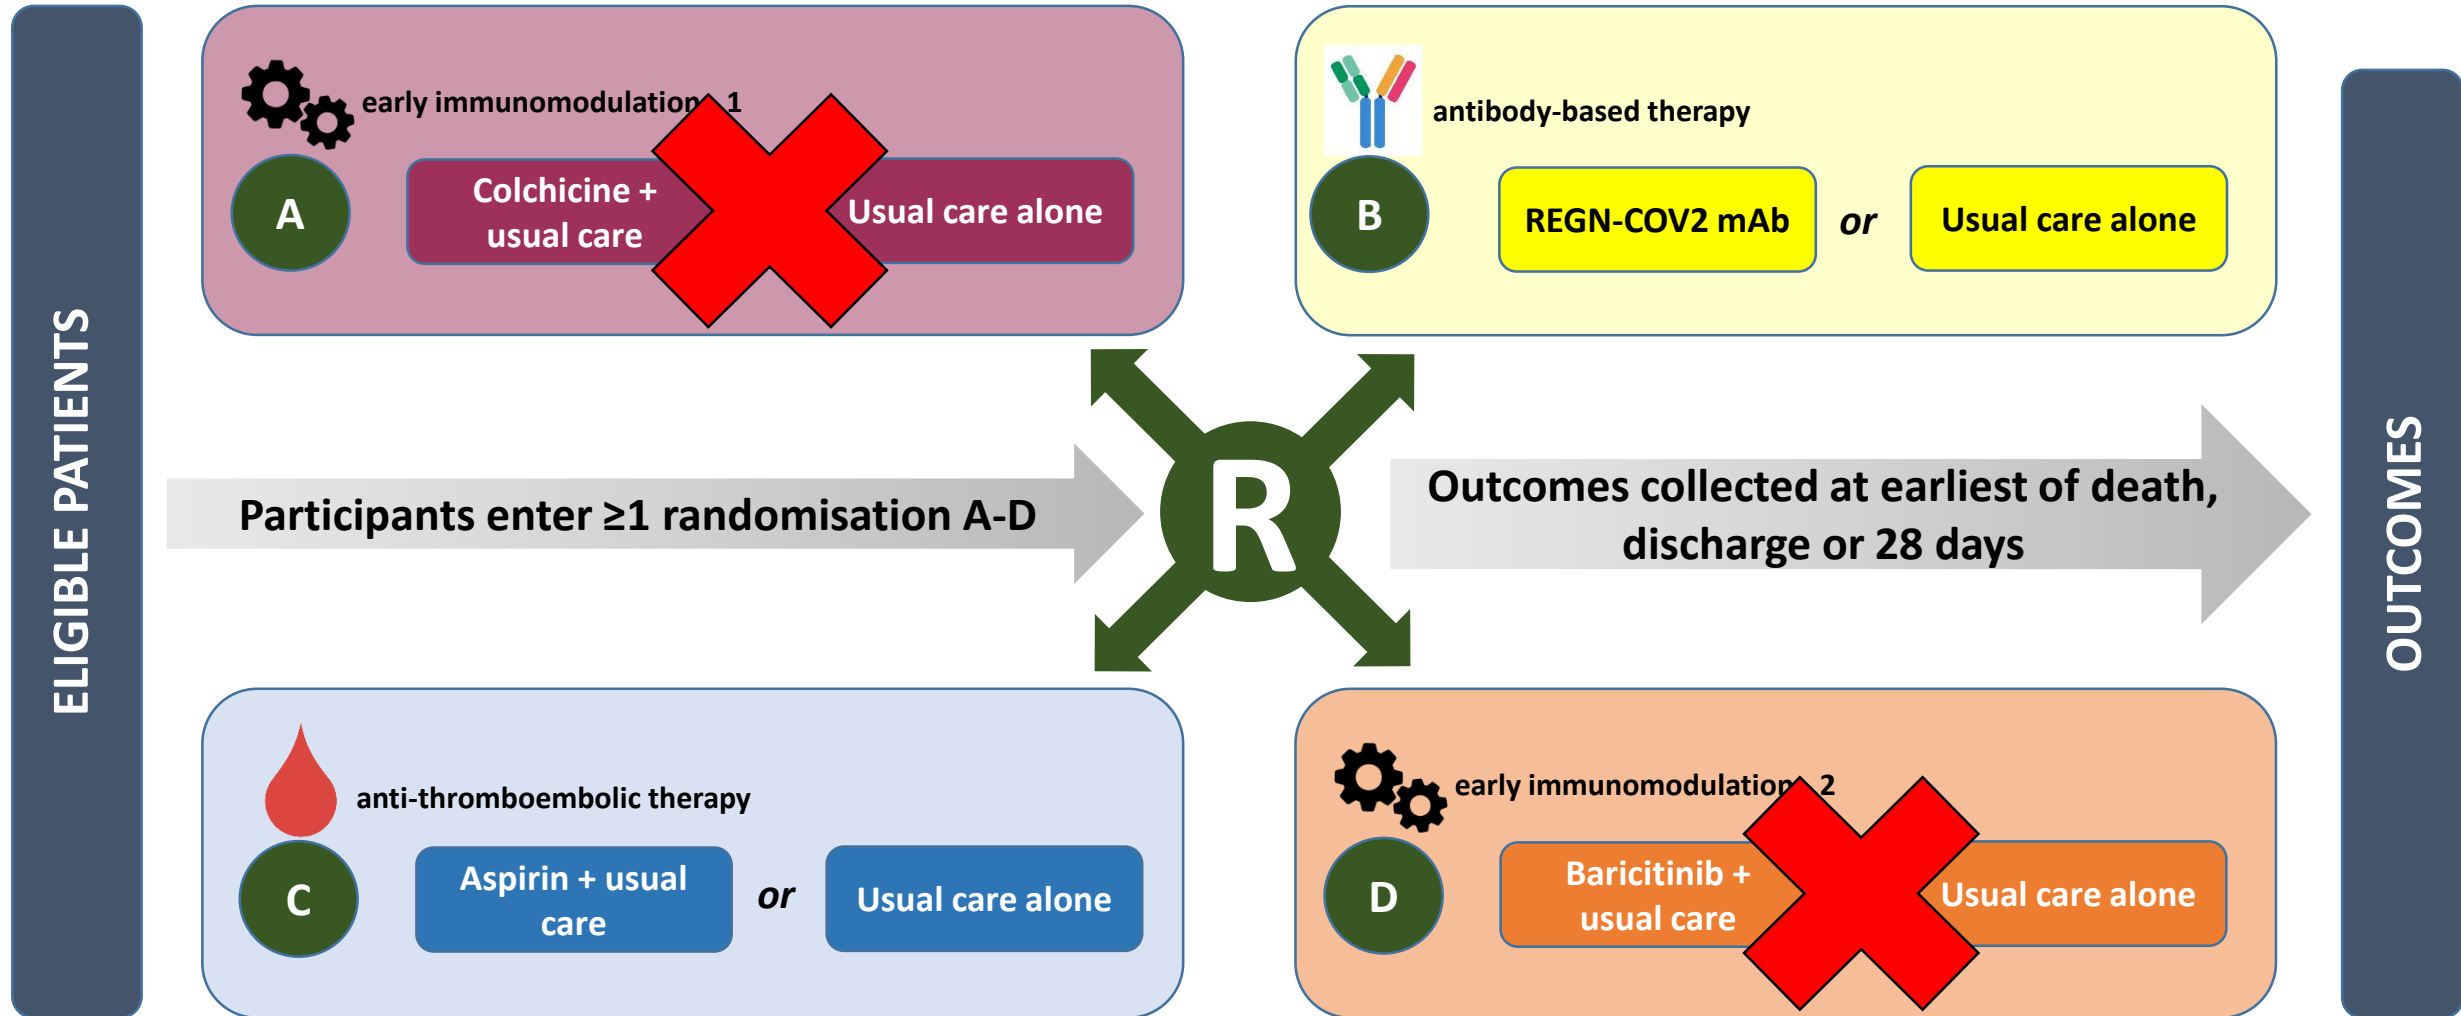 ELIGIBLE PATIENTS
early immunomodulation 1
A
Colchicine +
usual care
Usual care alone
antibody-based therapy
B
REGN-COV2 mAb
or
Usual care alone
Participants enter ≥1 randomisation A-D
R
Outcomes collected at earliest of death,
discharge or 28 days
anti-thromboembolic therapy
C
Aspirin + usual
care
or
Usual care alone
early immunomodulation 2
D
Baricitinib +
usual care
Usual care alone
OUTCOMES